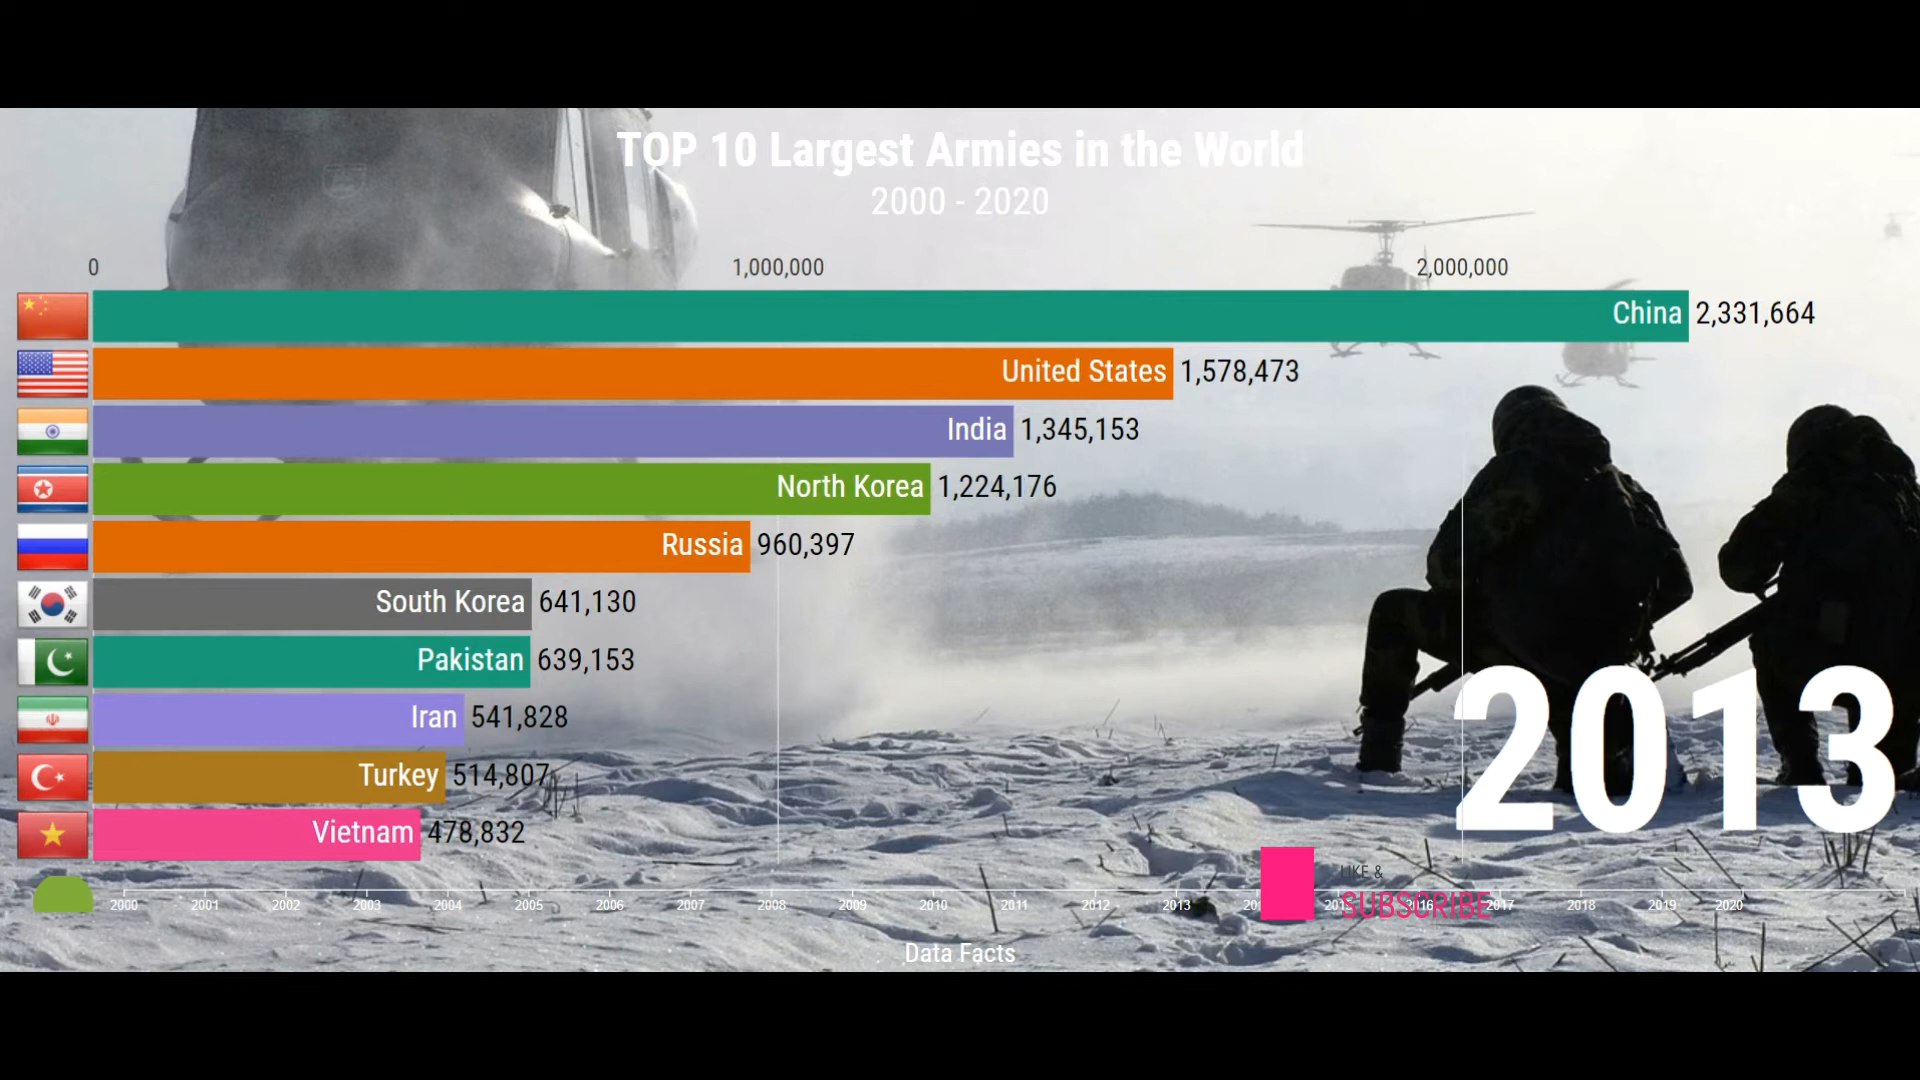 TOP 10 Largest Armies in the World
2000 - 2020
0 1,000,000 2,000,000
China 2,331,664
United States 1,578,473
India 1,345,153
North Korea 1,224,176
Russia 960,397
South Korea 641,130
Pakistan 639,153
Iran 541,828
Turkey 514,807
Vietnam 478,832
2013
LIKE &
SUBSCRIBE
2000 2001 2002 2003 2004 2005 2006 2007 2008 2009 2010 2011 2012 2013 2016 2017 2018 2019 2020
Data Facts